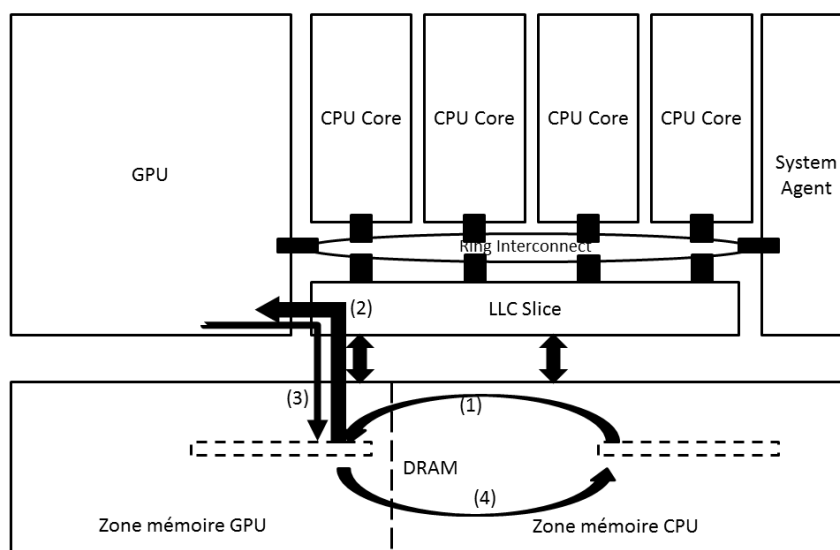 GPU
CPU Core
CPU Core
CPU Core
CPU Core
System
Agent
Ring Interconnect
LLC Slice
(2)
(3)
(1)
DRAM
(4)
Zone mémoire GPU
Zone mémoire CPU